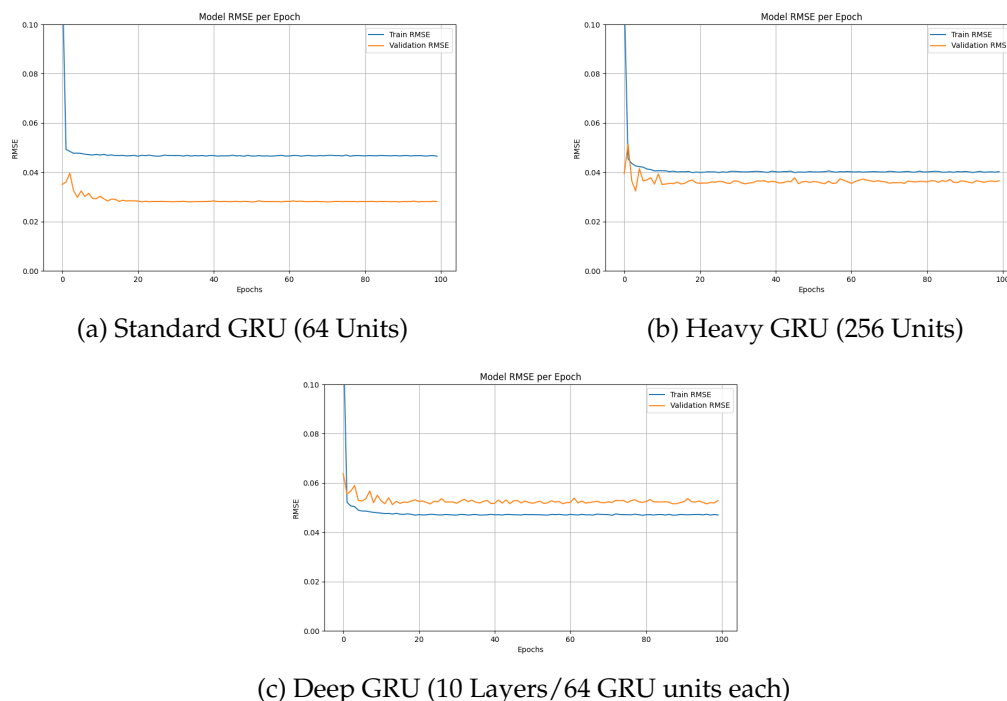 Model RMSE per Epoch
Train RMSE
Validation RMSE
RMSE
0.10
0.08
0.06
0.04
0.02
0.00
0 20 40 60 80 100
Epochs
(a) Standard GRU (64 Units)
Model RMSE per Epoch
Train RMSE
Validation RMSE
RMSE
0.10
0.08
0.06
0.04
0.02
0.00
0 20 40 60 80 100
Epochs
(b) Heavy GRU (256 Units)
Model RMSE per Epoch
Train RMSE
Validation RMSE
RMSE
0.10
0.08
0.06
0.04
0.02
0.00
0 20 40 60 80 100
Epochs
(c) Deep GRU (10 Layers/64 GRU units each)